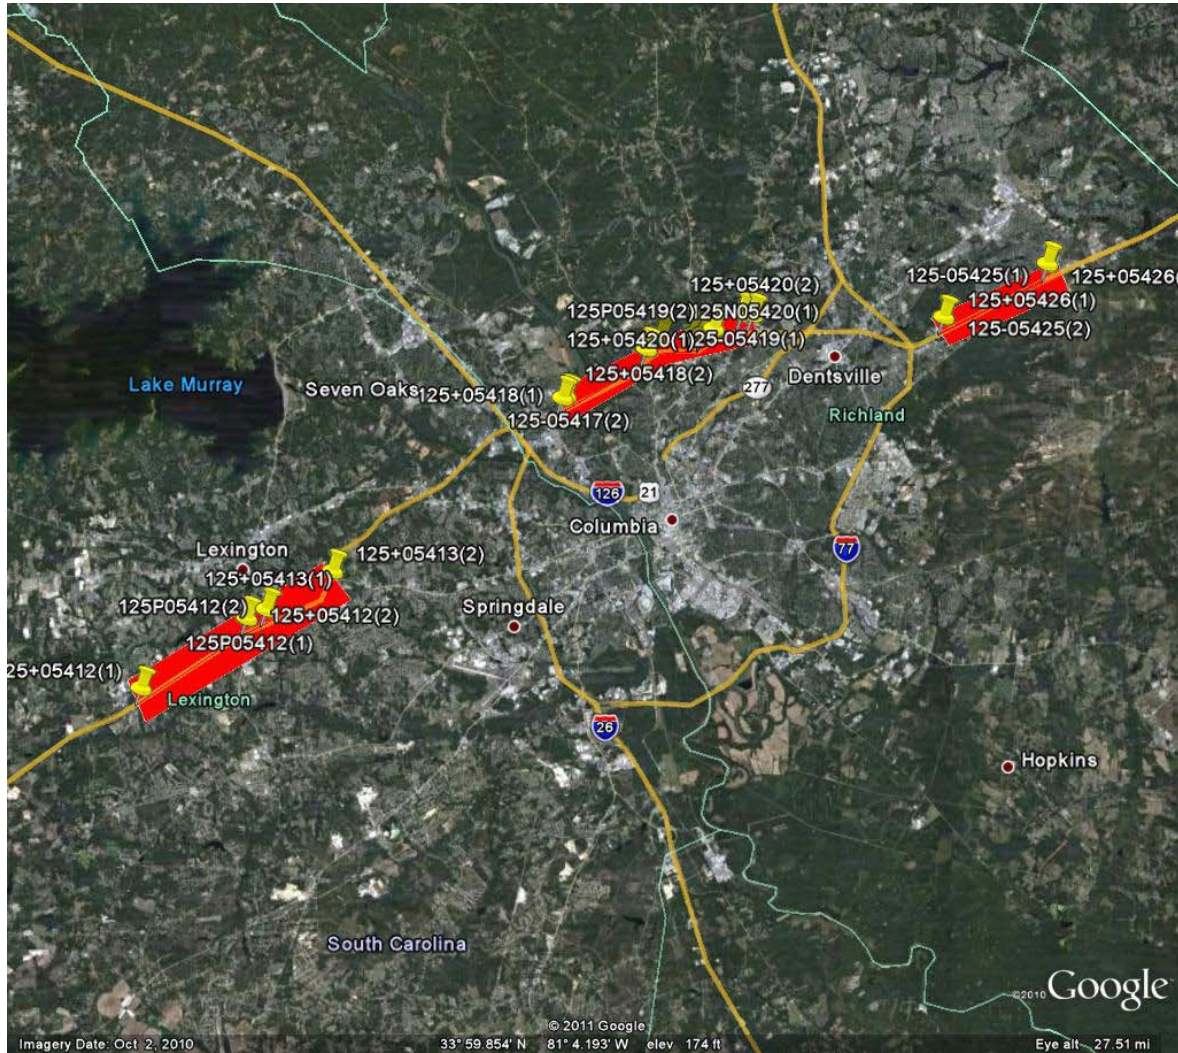 125+05420(2)
125-05425(1)
125+05426(
125P05419(2)
125N05420(1)
125+05426(1)
125-05425(2)
125+05420(1)
25-05419(1)
125+05418(2)
Dentsville
277
Lake Murray
Seven Oaks
125+05418(1)
125-05417(2)
Richland
126
21
Columbia
77
Lexington
125+05413(2)
125+05413(1)
125P05412(2)
125+05412(2)
Springdale
125P05412(1)
25+05412(1)
Lexington
26
Hopkins
South Carolina
©2010 Google
© 2011 Google
Imagery Date: Oct 2, 2010
33° 59.854' N 81° 4.193' W elev 174 ft
Eye alt 27.51 mi